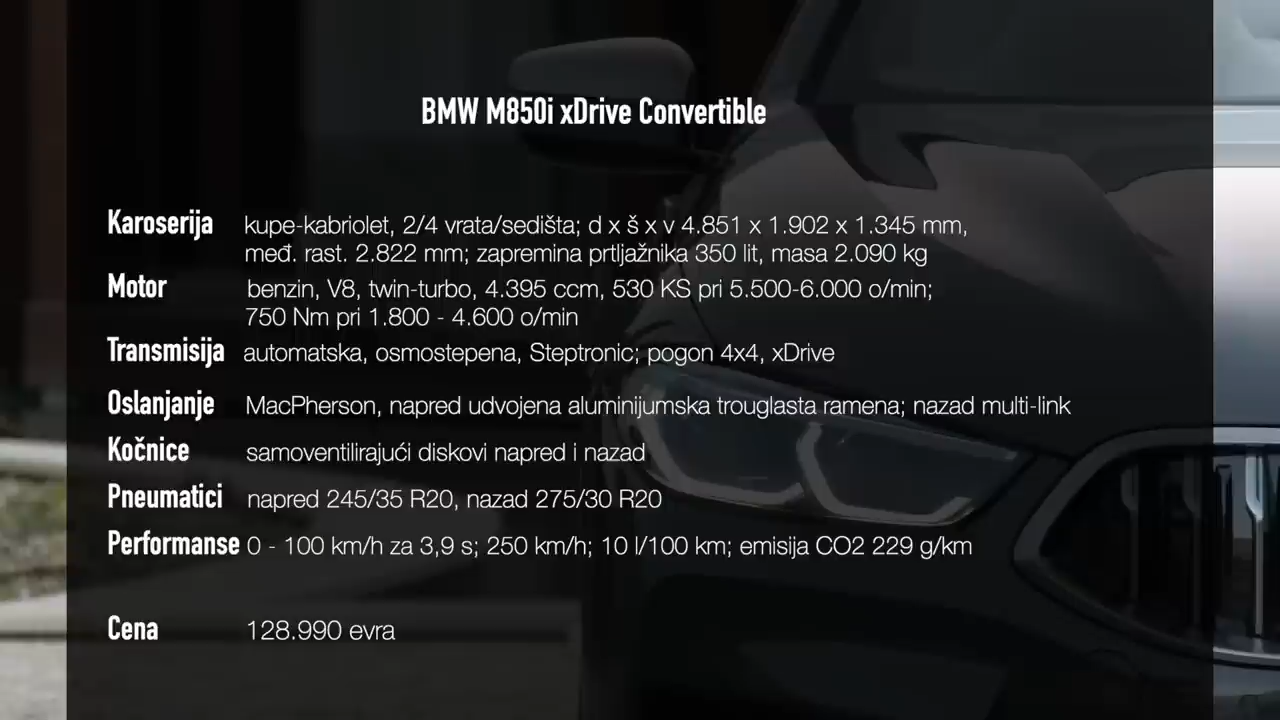 BMW M850i xDrive Convertible
Karoserija kupe-kabriolet, 2/4 vrata/sedišta; d x š x v 4.851 x 1.902 x 1.345 mm,
međ. rast. 2.822 mm; zapremina prtljažnika 350 lit, masa 2.090 kg
Motor benzin, V8, twin-turbo, 4.395 ccm, 530 KS pri 5.500-6.000 o/min;
750 Nm pri 1.800 - 4.600 o/min
Transmisija automatska, osmostepena, Steptronic; pogon 4x4, xDrive
Oslanjanje MacPherson, napred udvojena aluminijumska trouglasta ramena; nazad multi-link
Kočnice samoventilirajući diskovi napred i nazad
Pneumatici napred 245/35 R20, nazad 275/30 R20
Performanse 0 - 100 km/h za 3,9 s; 250 km/h; 10 l/100 km; emisija CO2 229 g/km
Cena 128.990 evra